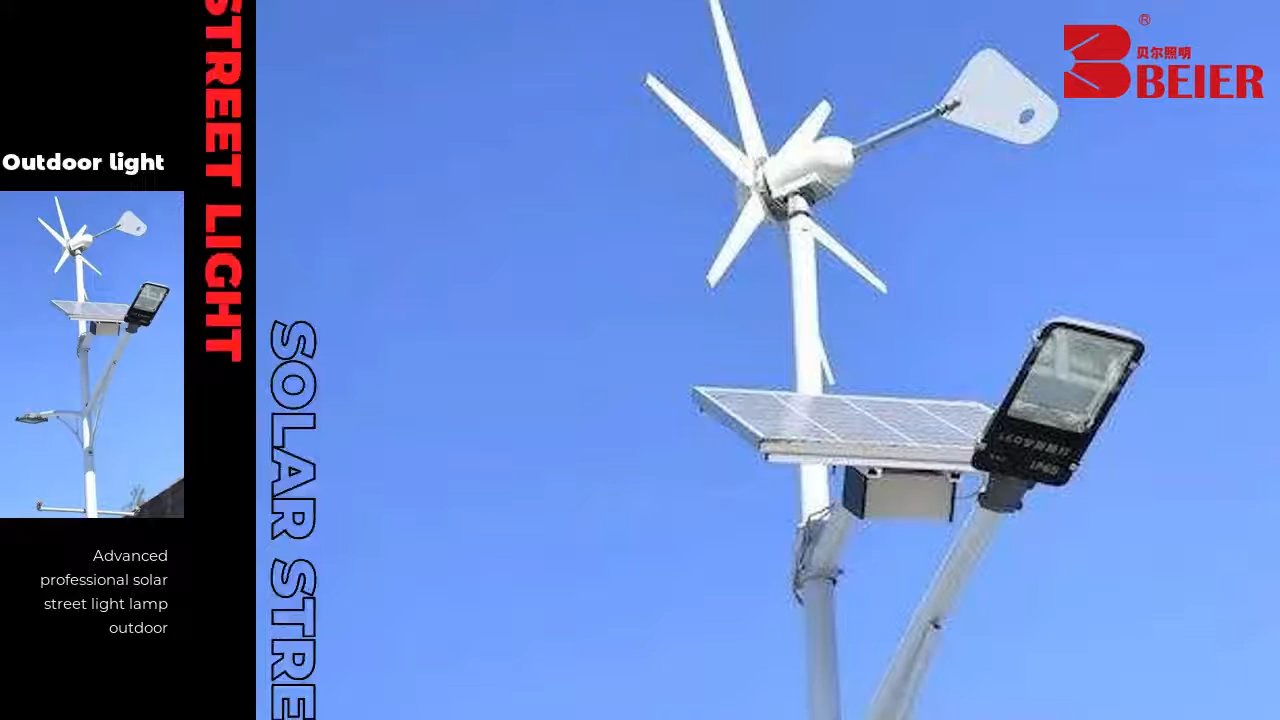 STREET LIGHT
Outdoor light
Advanced
professional solar
street light lamp
outdoor
SOLAR STRE
®
贝尔照明
BEIER